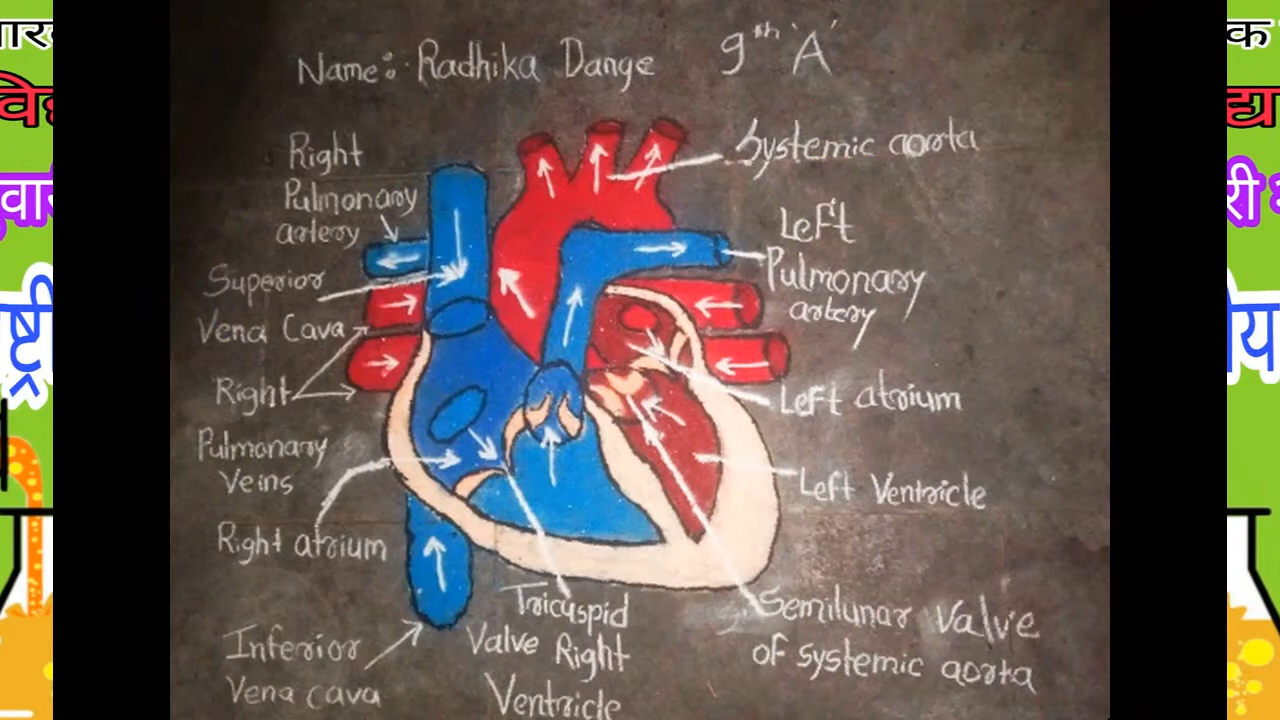 Name:- Radhika Dange 9th 'A'
Right
Pulmonary
artery
Superior
Vena Cava
Right
Pulmonary
Veins
Right atrium
Inferior
Vena cava
Tricuspid
Valve Right
Ventricle
Systemic aorta
Left
Pulmonary
artery
Left atrium
Left Ventricle
Semilunar Valve
of systemic aorta